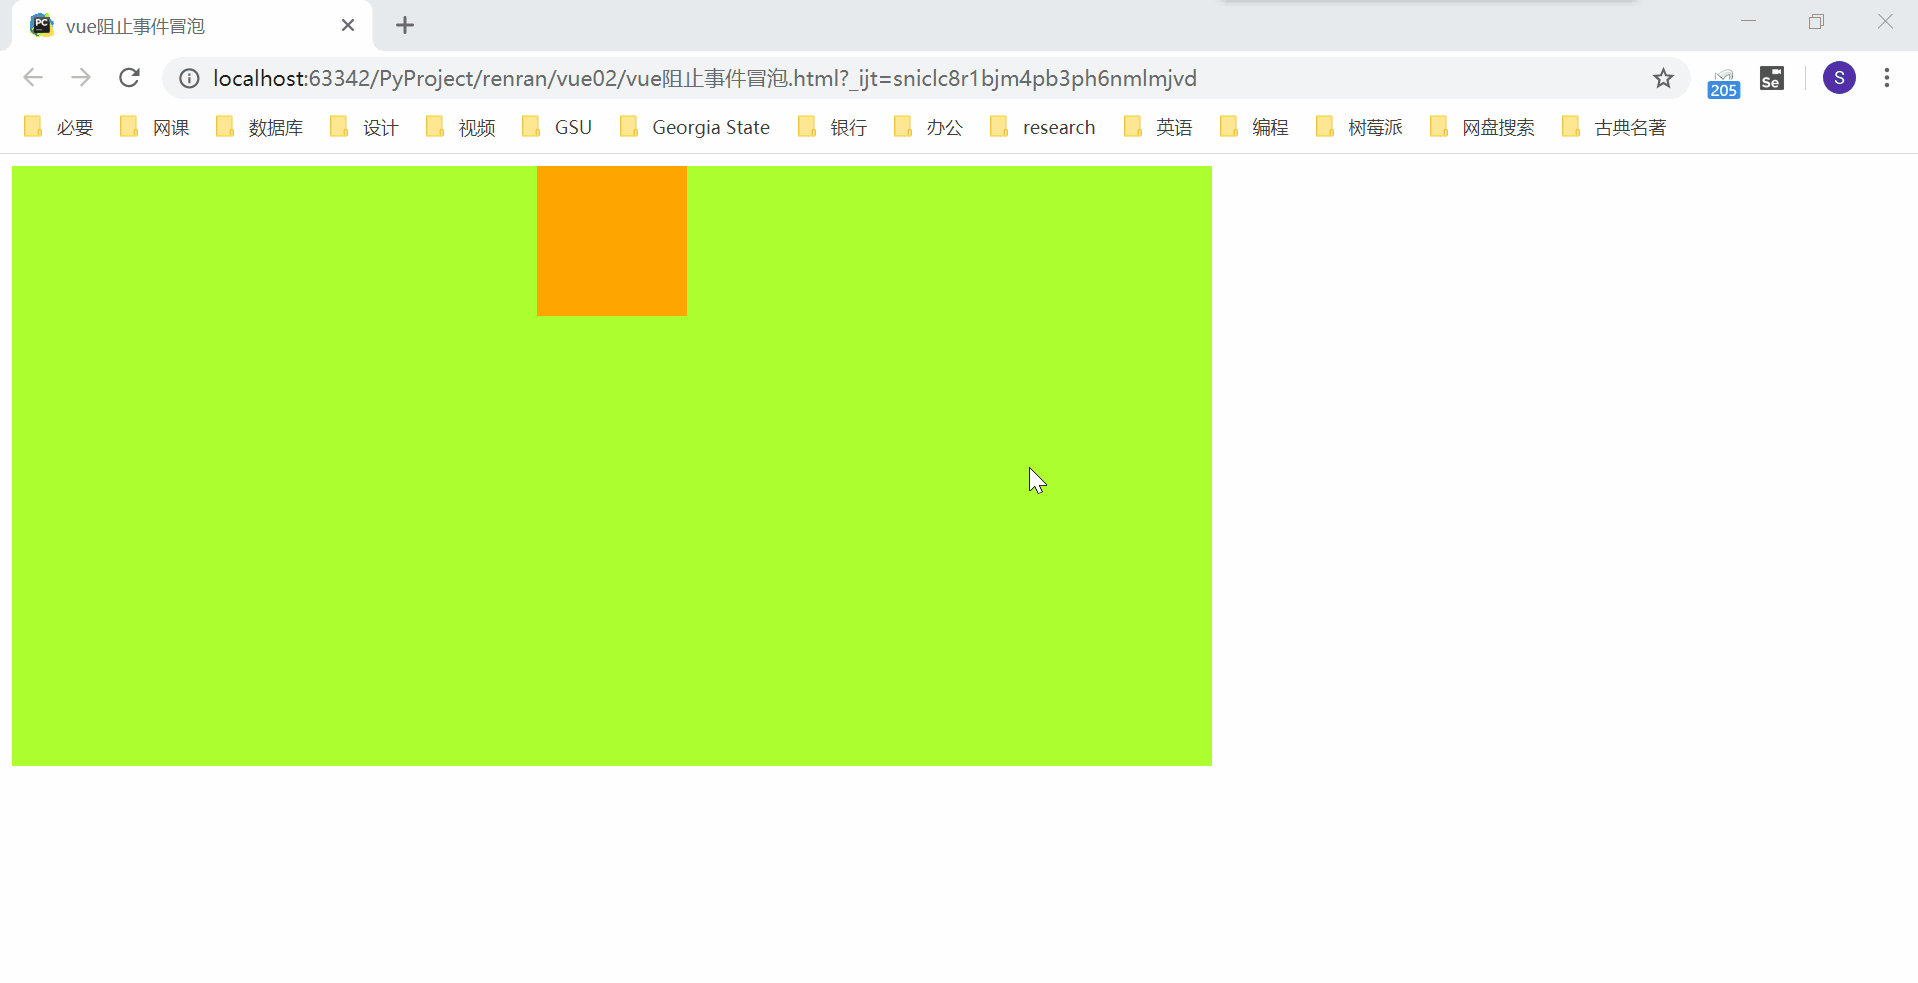 PC vue阻止事件冒泡
localhost:63342/PyProject/renran/vue02/vue阻止事件冒泡.html?_ijt=sniclc8r1bjm4pb3ph6nmlmjvd 205 Se S
必要 网课 数据库 设计 视频 GSU Georgia State 银行 办公 research 英语 编程 树莓派 网盘搜索 古典名著